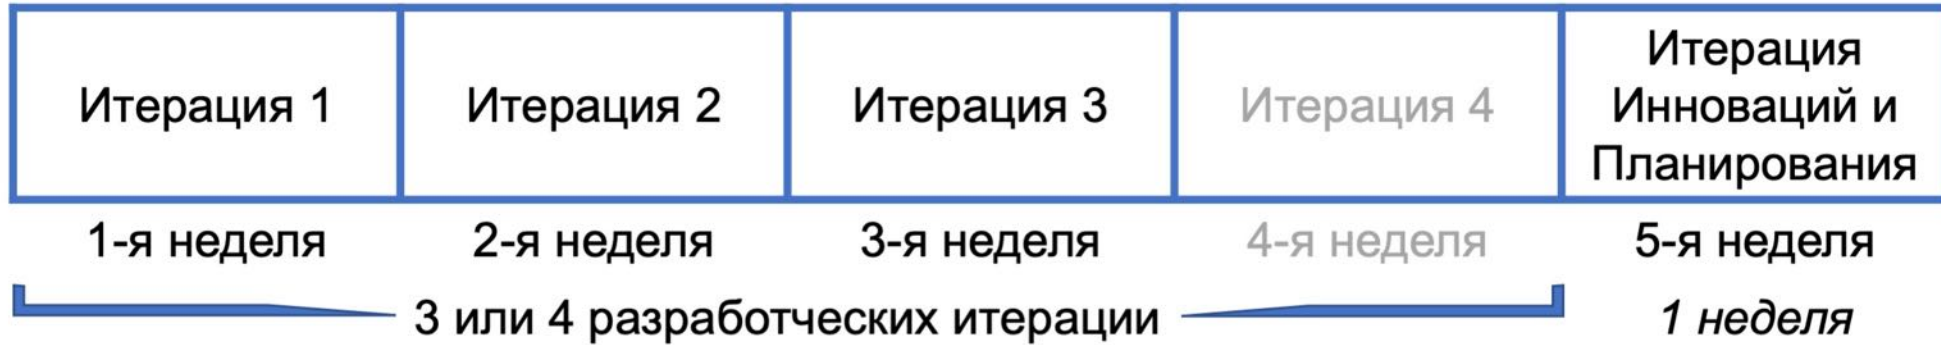 Итерация 1
Итерация 2
Итерация 3
Итерация 4
Итерация
Инноваций и
Планирования
1-я неделя
2-я неделя
3-я неделя
4-я неделя
5-я неделя
3 или 4 разработческих итерации
1 неделя